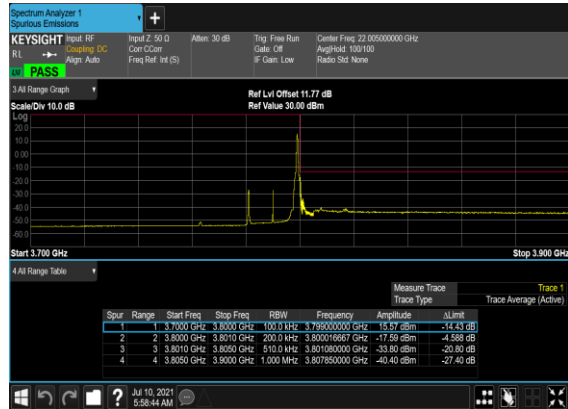 Spectrum Analyzer 1
Spurious Emissions
KEYSIGHT Input: RF Input Z: 50 Ω Atten: 30 dB Trig: Free Run Center Freq: 22.005000000 GHz
RL Coupling: DC Corr CCorr Gate: Off Avg|Hold: 100/100
Align: Auto Freq Ref: Int (S) IF Gain: Low Radio Std: None
PASS
3 All Range Graph
Ref Lvl Offset 11.77 dB
Scale/Div 10.0 dB Ref Value 30.00 dBm
Log
20.0
10.0
0.00
-10.0
-20.0
-30.0
-40.0
-50.0
-60.0
Start 3.700 GHz Stop 3.900 GHz
4 All Range Table
Measure Trace Trace 1
Trace Type Trace Average (Active)
Spur Range Start Freq Stop Freq RBW Frequency Amplitude ΔLimit
1 1 3.7000 GHz 3.8000 GHz 100.0 kHz 3.799000000 GHz 15.57 dBm -14.43 dB
2 2 3.8000 GHz 3.8010 GHz 200.0 kHz 3.800016667 GHz -17.59 dBm -4.588 dB
3 3 3.8010 GHz 3.8050 GHz 510.0 kHz 3.801080000 GHz -33.80 dBm -20.80 dB
4 4 3.8050 GHz 3.9000 GHz 1.000 MHz 3.807850000 GHz -40.40 dBm -27.40 dB
Jul 10, 2021
5:58:44 AM